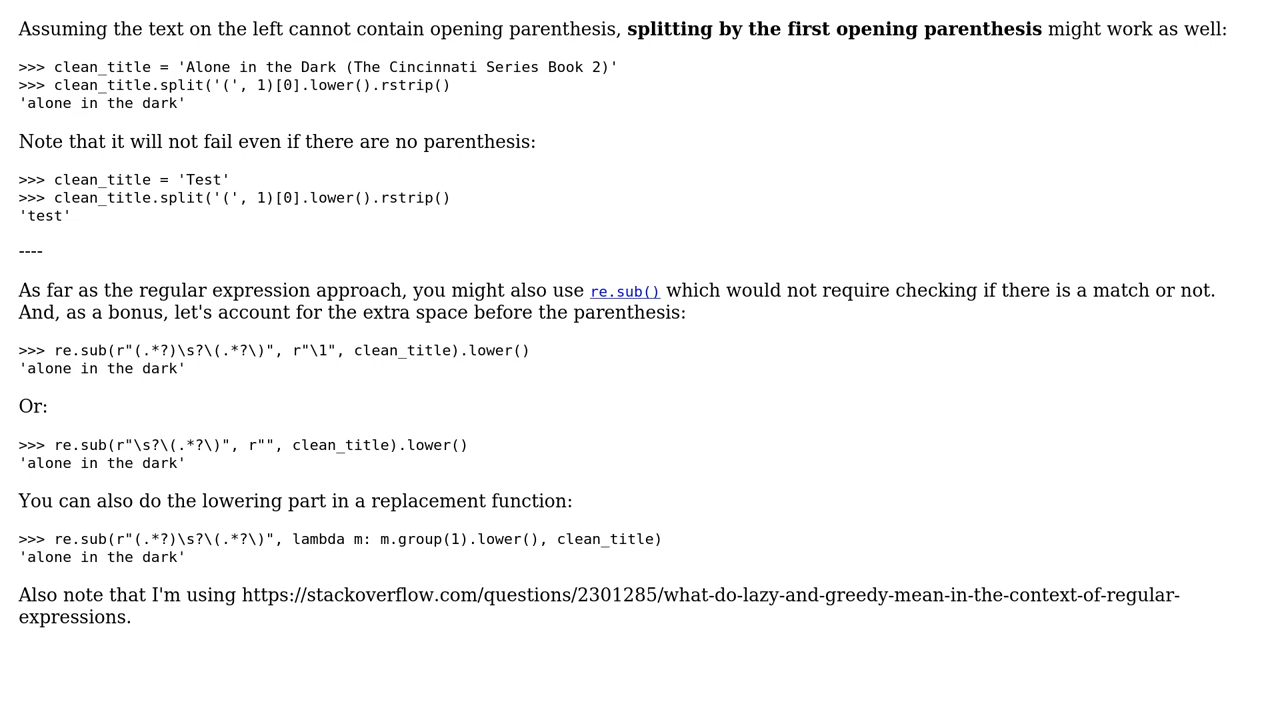 Assuming the text on the left cannot contain opening parenthesis, splitting by the first opening parenthesis might work as well:
>>> clean_title = 'Alone in the Dark (The Cincinnati Series Book 2)'
>>> clean_title.split('(', 1)[0].lower().rstrip()
'alone in the dark'
Note that it will not fail even if there are no parenthesis:
>>> clean_title = 'Test'
>>> clean_title.split('(', 1)[0].lower().rstrip()
'test'
----
As far as the regular expression approach, you might also use re.sub() which would not require checking if there is a match or not.
And, as a bonus, let's account for the extra space before the parenthesis:
>>> re.sub(r"(.*?)\s?\(.*?\)", r"\1", clean_title).lower()
'alone in the dark'
Or:
>>> re.sub(r"\s?\(.*?\)", r"", clean_title).lower()
'alone in the dark'
You can also do the lowering part in a replacement function:
>>> re.sub(r"(.*?)\s?\(.*?\)", lambda m: m.group(1).lower(), clean_title)
'alone in the dark'
Also note that I'm using https://stackoverflow.com/questions/2301285/what-do-lazy-and-greedy-mean-in-the-context-of-regular-
expressions.